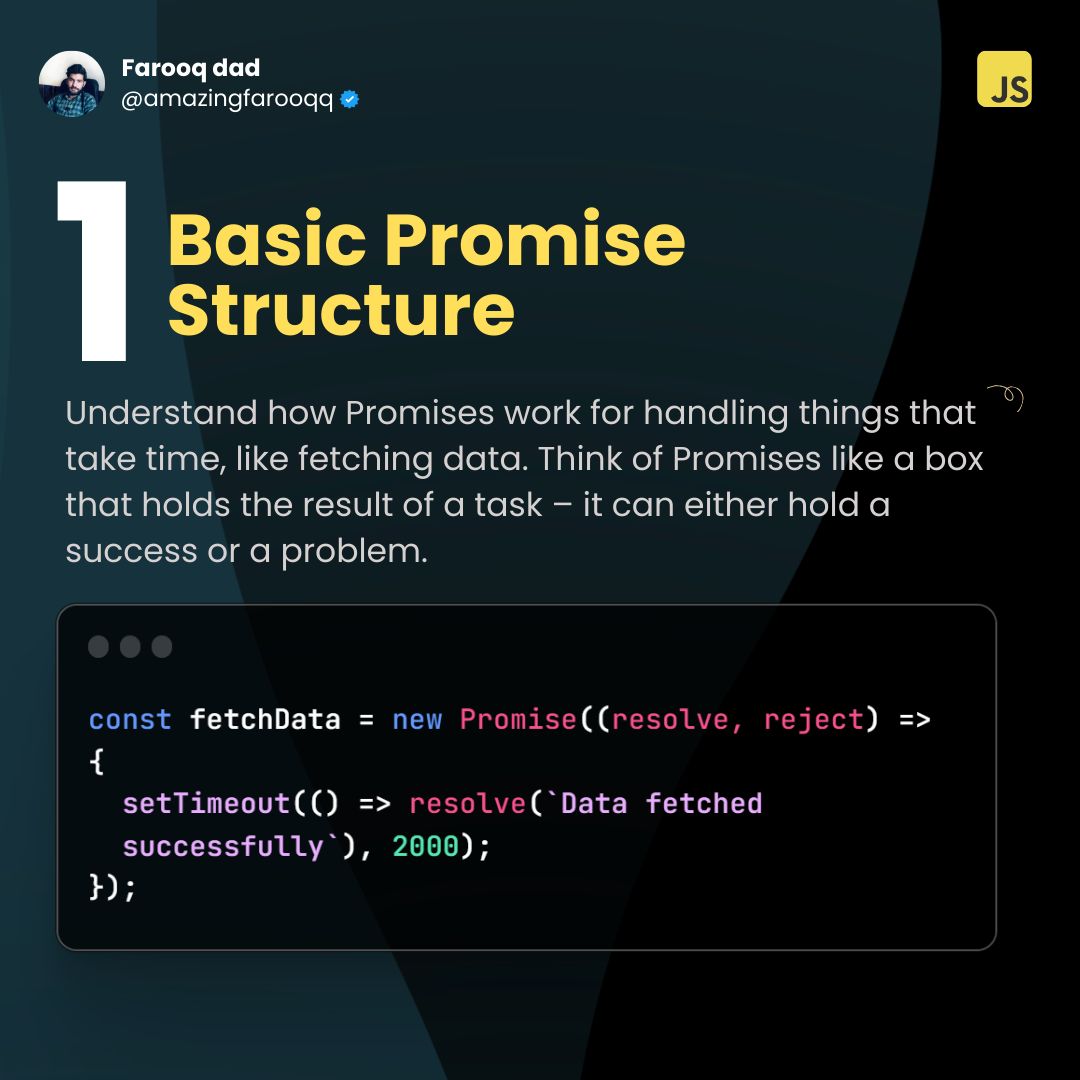 Farooq dad
@amazingfarooqq
JS
1
Basic Promise
Structure
Understand how Promises work for handling things that
take time, like fetching data. Think of Promises like a box
that holds the result of a task – it can either hold a
success or a problem.
const fetchData = new Promise((resolve, reject) =>
{
  setTimeout(() => resolve(`Data fetched
  successfully`), 2000);
});